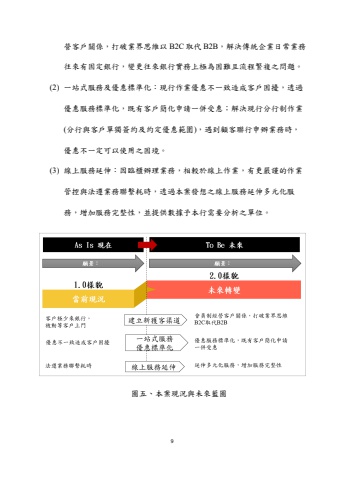 營客戶關係，打破業界思維以 B2C 取代 B2B，解決傳統企業日常業務
往來有固定銀行，變更往來銀行實務上極為困難且流程繁複之問題。
(2) 一站式服務及優惠標準化：現行作業優惠不一致造成客戶困擾，透過
優惠服務標準化，既有客戶簡化申請一併受惠；解決現行分行制作業
(分行與客戶單獨簽約及約定優惠範圍)，遇到顧客聯行申辦業務時，
優惠不一定可以使用之困境。
(3) 線上服務延伸：因臨櫃辦理業務，相較於線上作業，有更嚴謹的作業
管控與法遵業務聯繫耗時，透過本案發想之線上服務延伸多元化服
務，增加服務完整性，並提供數據予本行需要分析之單位。
As Is 現在
To Be 未來
願景：
願景：
1.0樣貌
2.0樣貌
當前現況
未來轉變
客戶極少來銀行，
被動等客戶上門
建立新獲客渠道
會員制經營客戶關係，打破業界思維
B2C取代B2B
優惠不一致造成客戶困擾
一站式服務
優惠標準化
優惠服務標準化，既有客戶簡化申請
一併受惠
法遵業務聯繫耗時
線上服務延伸
延伸多元化服務，增加服務完整性
圖五、本案現況與未來藍圖
9